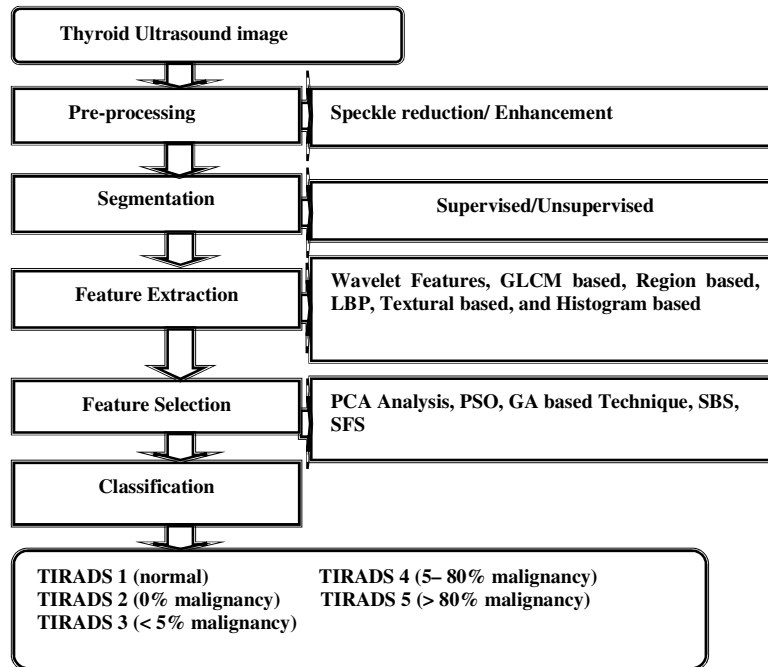 Thyroid Ultrasound image
Pre-processing
Speckle reduction/ Enhancement
Segmentation
Supervised/Unsupervised
Feature Extraction
Wavelet Features, GLCM based, Region based,
LBP, Textural based, and Histogram based
Feature Selection
PCA Analysis, PSO, GA based Technique, SBS,
SFS
Classification
TIRADS 1 (normal)
TIRADS 2 (0% malignancy)
TIRADS 3 (< 5% malignancy)
TIRADS 4 (5– 80% malignancy)
TIRADS 5 (> 80% malignancy)